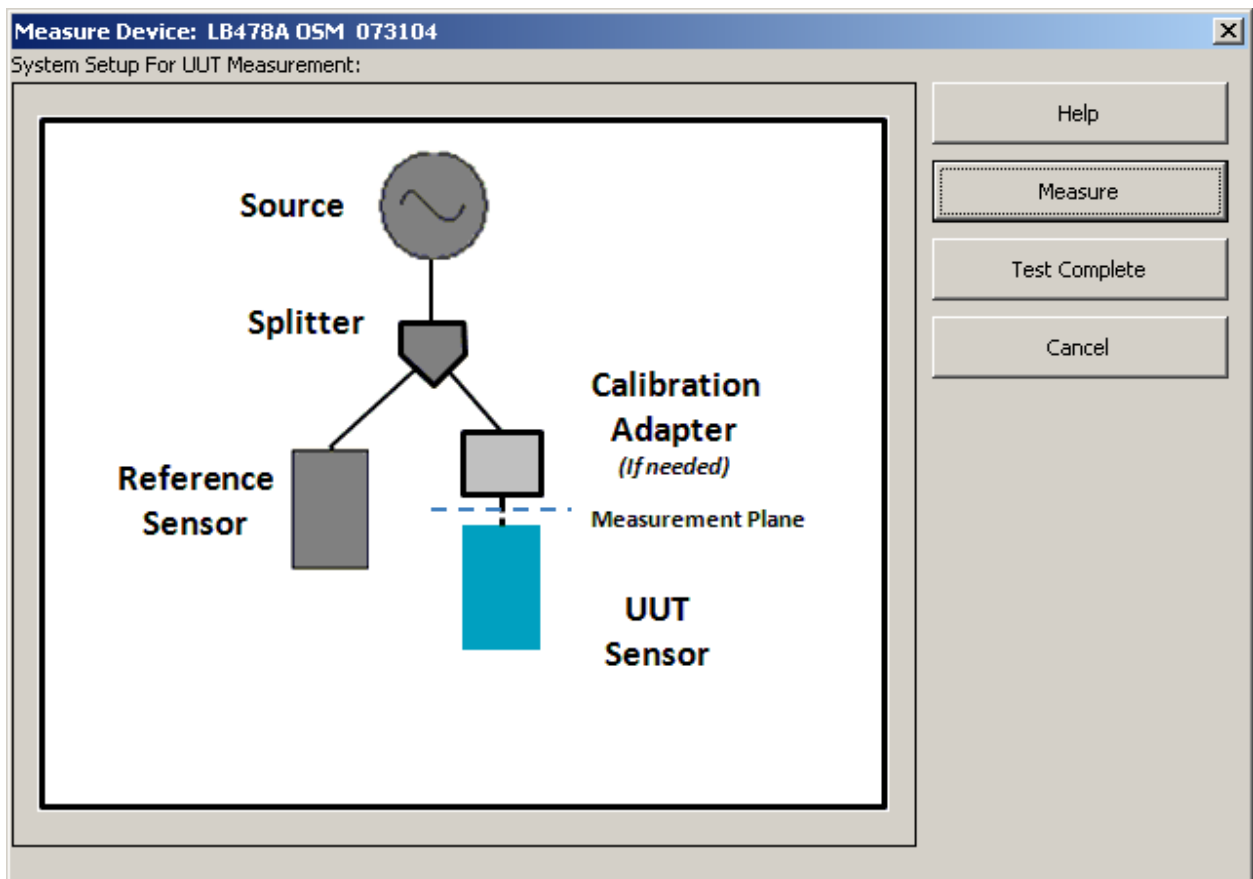 Measure Device: LB478A OSM 073104
System Setup For UUT Measurement:
Help
Measure
Test Complete
Cancel
Source
Splitter
Calibration
Adapter
(If needed)
Reference
Sensor
Measurement Plane
UUT
Sensor